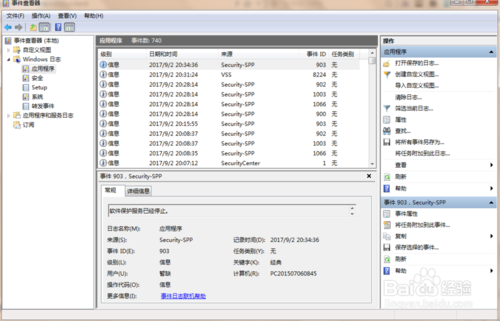 事件查看器
文件(F) 操作(A) 查看(V) 帮助(H)
事件查看器 (本地)
自定义视图
Windows 日志
应用程序
安全
Setup
系统
转发事件
应用程序和服务日志
订阅
应用程序 事件数: 740
级别 日期和时间 来源 事件 ID 任务类别
信息 2017/9/2 20:34:36 Security-SPP 903 无
信息 2017/9/2 20:31:24 VSS 8224 无
信息 2017/9/2 20:28:14 Security-SPP 902 无
信息 2017/9/2 20:28:14 Security-SPP 1003 无
信息 2017/9/2 20:28:14 Security-SPP 1066 无
信息 2017/9/2 20:28:14 Security-SPP 900 无
信息 2017/9/2 20:15:55 Security-SPP 903 无
信息 2017/9/2 20:08:37 Security-SPP 902 无
信息 2017/9/2 20:08:37 Security-SPP 1003 无
信息 2017/9/2 20:08:35 Security-SPP 1066 无
信息 2017/9/2 20:07:12 SecurityCenter 1 无
事件 903，Security-SPP
常规 详细信息
软件保护服务已经停止。
日志名称(M): 应用程序
来源(S): Security-SPP 记录时间(D): 2017/9/2 20:34:36
事件 ID(E): 903 任务类别(Y): 无
级别(L): 信息 关键字(K): 经典
用户(U): 暂缺 计算机(R): PC201507060845
操作代码(O): 信息
更多信息(I): 事件日志联机帮助
操作
应用程序
打开保存的日志...
创建自定义视图...
导入自定义视图...
清除日志...
筛选当前日志...
属性
查找...
将所有事件另存为...
将任务附加到此日志...
查看
刷新
帮助
事件 903，Security-SPP
事件属性
将任务附加到此事件...
复制
保存选择的事件...
刷新
帮助
Baidu 经验
jingyan.baidu.com